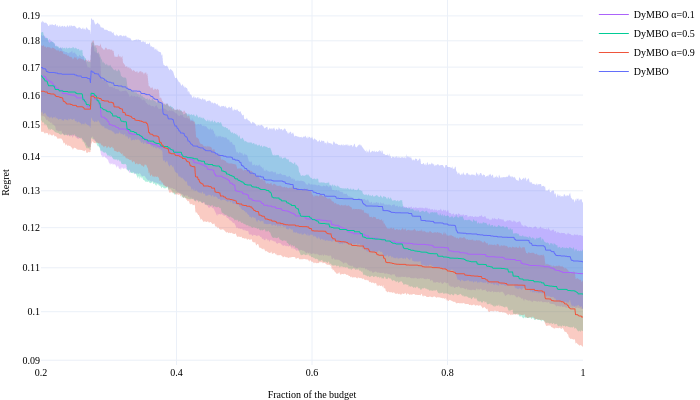 0.19
0.18
0.17
0.16
0.15
0.14
0.13
0.12
0.11
0.1
0.09
Regret
0.2 0.4 0.6 0.8 1
Fraction of the budget
DyMBO α=0.1
DyMBO α=0.5
DyMBO α=0.9
DyMBO